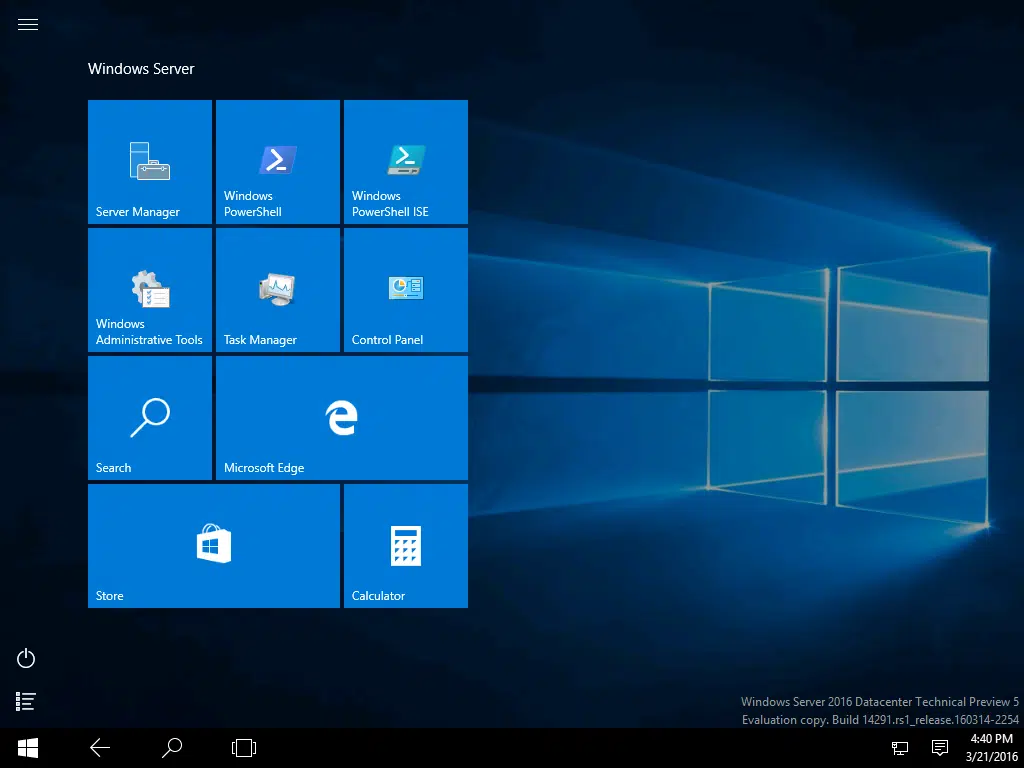 Windows Server
Server Manager
Windows
PowerShell
Windows
PowerShell ISE
Windows
Administrative Tools
Task Manager
Control Panel
Search
Microsoft Edge
Store
Calculator
Windows Server 2016 Datacenter Technical Preview 5
Evaluation copy. Build 14291.rs1_release.160314-2254
4:40 PM
3/21/2016